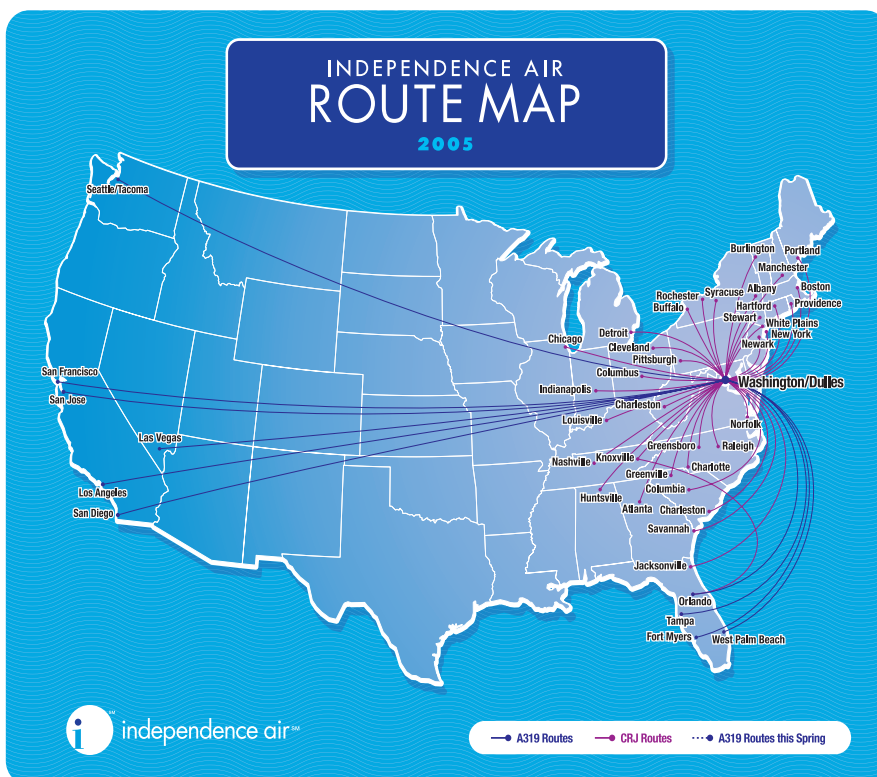 INDEPENDENCE AIR
ROUTE MAP
2005
Seattle/Tacoma
Burlington
Portland
Manchester
Boston
Rochester
Syracuse
Albany
Buffalo
Hartford
Providence
Stewart
White Plains
New York
Newark
Chicago
Detroit
Cleveland
Pittsburgh
Columbus
San Francisco
San Jose
Indianapolis
Washington/Dulles
Charleston
Louisville
Norfolk
Las Vegas
Greensboro
Raleigh
Nashville
Knoxville
Charlotte
Greenville
Los Angeles
Huntsville
Columbia
San Diego
Atlanta
Charleston
Savannah
Jacksonville
Orlando
Tampa
Fort Myers
West Palm Beach
i SM independence air SM
A319 Routes
CRJ Routes
A319 Routes this Spring